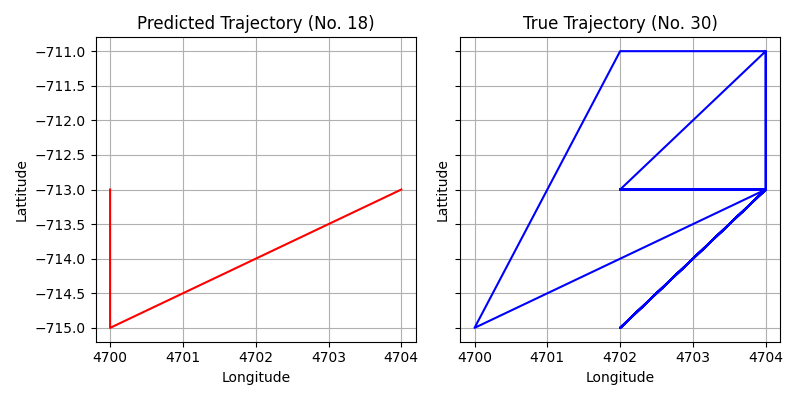 Predicted Trajectory (No. 18)
True Trajectory (No. 30)
−711.0
−711.5
−712.0
−712.5
−713.0
−713.5
−714.0
−714.5
−715.0
Lattitude
Lattitude
4700 4701 4702 4703 4704
4700 4701 4702 4703 4704
Longitude
Longitude